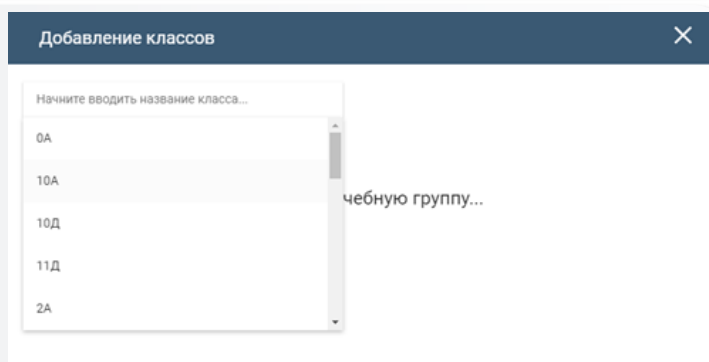 Добавление классов
Начните вводить название класса...
0А
10А
чебную группу...
10Д
11Д
2А